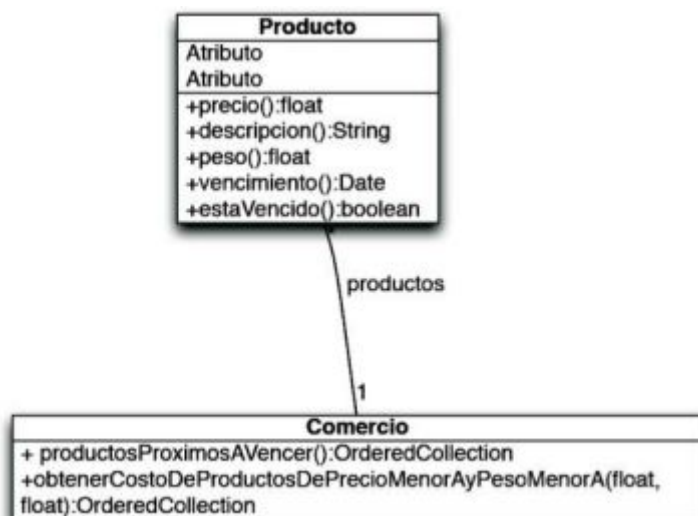 Producto
Atributo
Atributo
+precio():float
+descripcion():String
+peso():float
+vencimiento():Date
+estaVencido():boolean
productos
1
Comercio
+ productosProximosAVencer():OrderedCollection
+obtenerCostoDeProductosDePrecioMenorAyPesoMenorA(float,
float):OrderedCollection